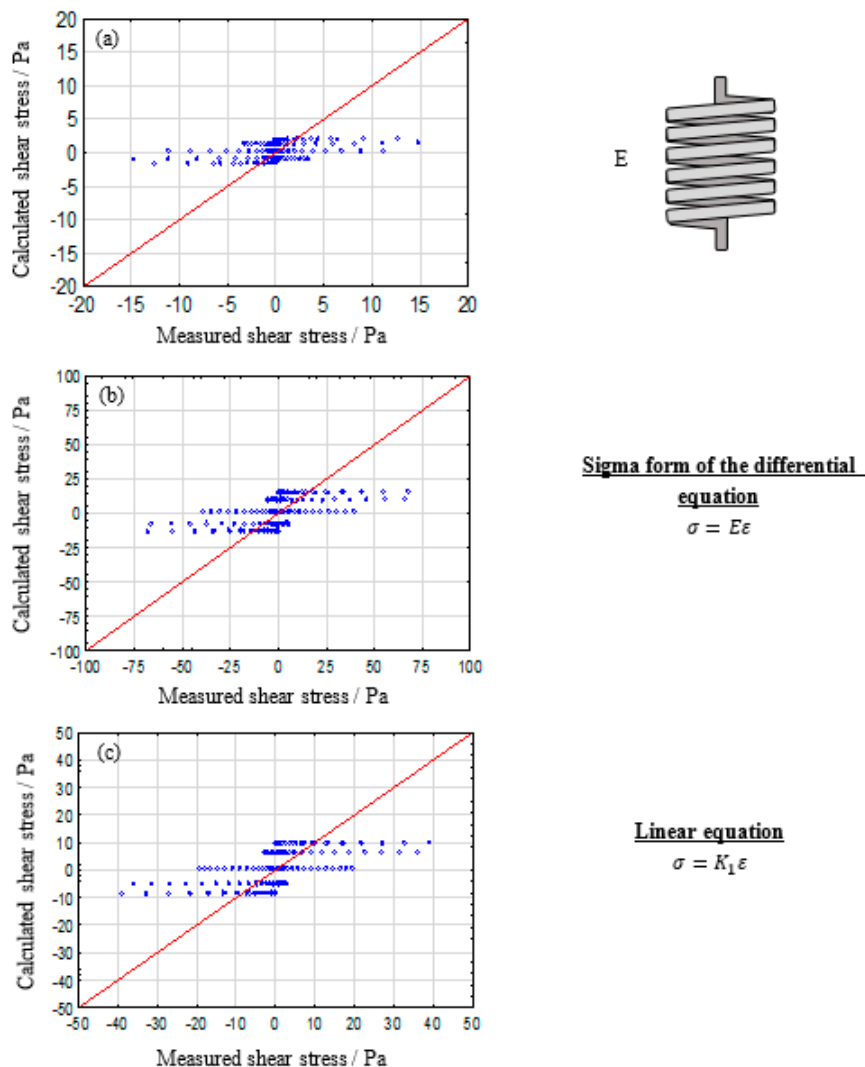 (a)
Calculated shear stress / Pa
20
15
10
5
0
-5
-10
-15
-20
-20 -15 -10 -5 0 5 10 15 20
Measured shear stress / Pa
E
(b)
Calculated shear stress / Pa
100
75
50
25
0
-25
-50
-75
-100
-100 -75 -50 -25 0 25 50 75 100
Measured shear stress / Pa
Sigma form of the differential
equation
σ = Eε
(c)
Calculated shear stress / Pa
50
40
30
20
10
0
-10
-20
-30
-40
-50
-50 -40 -30 -20 -10 0 10 20 30 40 50
Measured shear stress / Pa
Linear equation
σ = K₁ε